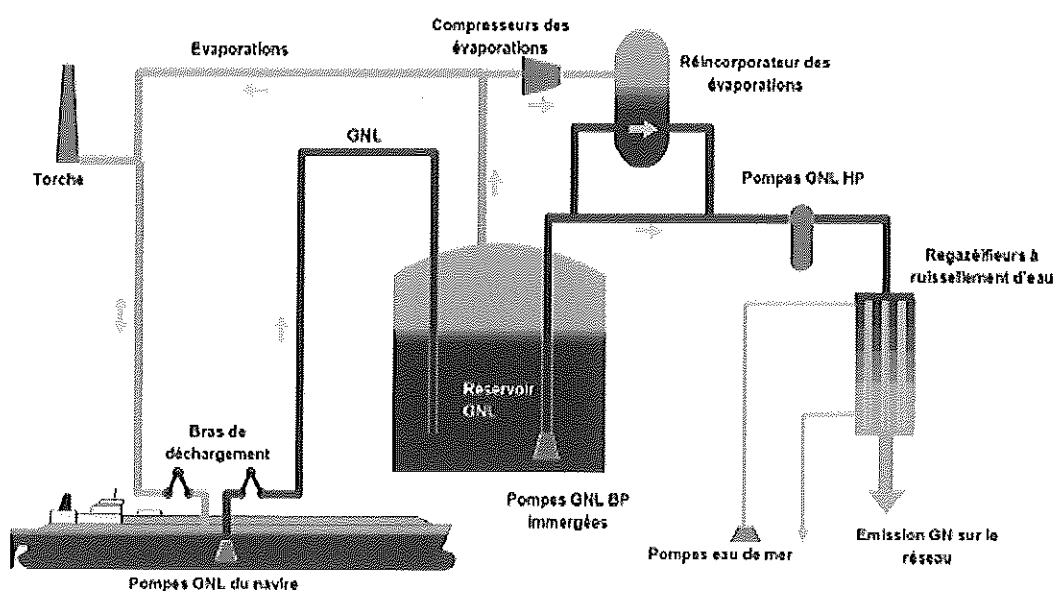 Compresseurs des
évaporations
Evaporations
Réincorporateur des
évaporations
GNL
Torche
Pompes GNL HP
Regazéifieurs à
ruissellement d'eau
Réservoir
GNL
Bras de
déchargement
Pompes GNL BP
immergées
Pompes eau de mer
Emission GN sur le
réseau
Pompes GNL du navire